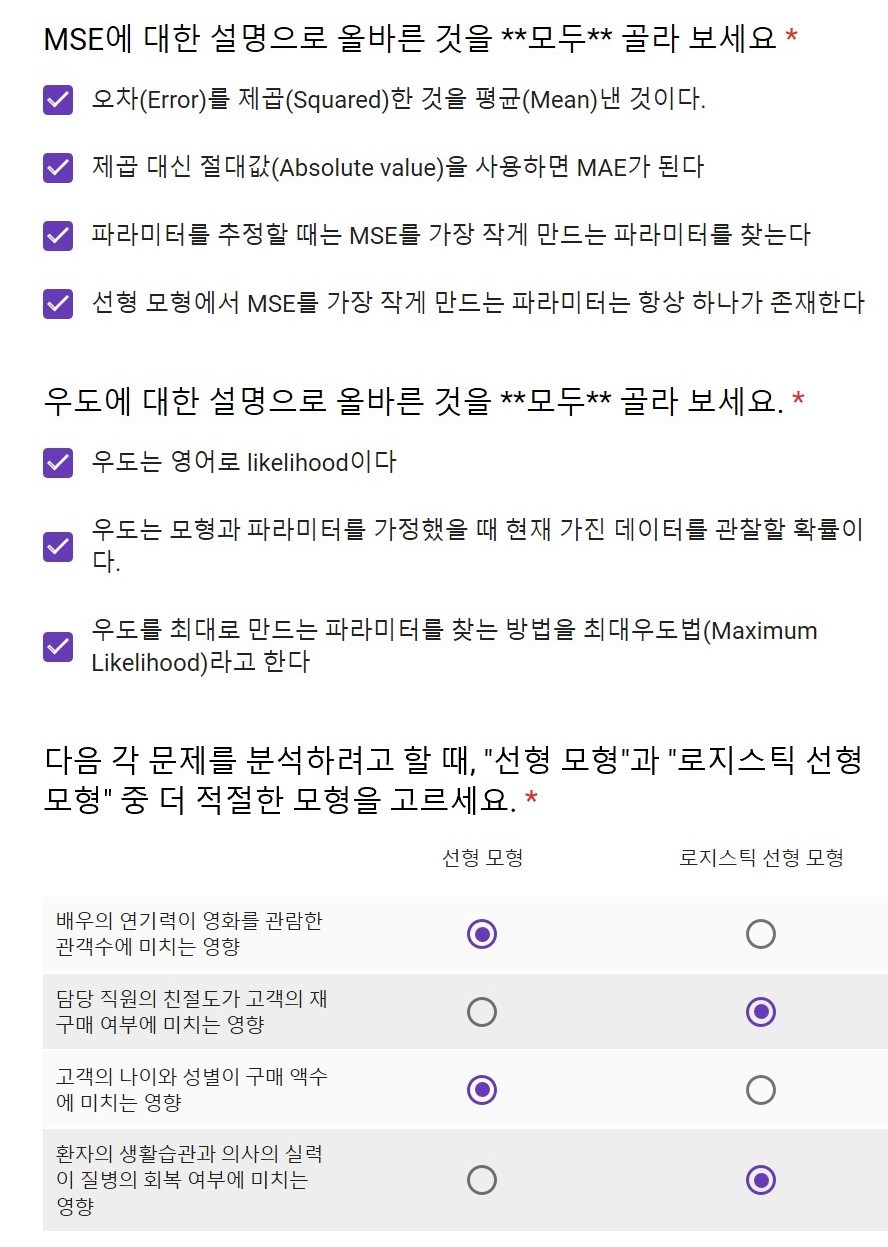 MSE에 대한 설명으로 올바른 것을 **모두** 골라 보세요 *
오차(Error)를 제곱(Squared)한 것을 평균(Mean)낸 것이다.
제곱 대신 절대값(Absolute value)을 사용하면 MAE가 된다
파라미터를 추정할 때는 MSE를 가장 작게 만드는 파라미터를 찾는다
선형 모형에서 MSE를 가장 작게 만드는 파라미터는 항상 하나가 존재한다
우도에 대한 설명으로 올바른 것을 **모두** 골라 보세요. *
우도는 영어로 likelihood이다
우도는 모형과 파라미터를 가정했을 때 현재 가진 데이터를 관찰할 확률이
다.
우도를 최대로 만드는 파라미터를 찾는 방법을 최대우도법(Maximum
Likelihood)라고 한다
다음 각 문제를 분석하려고 할 때, "선형 모형"과 "로지스틱 선형
모형" 중 더 적절한 모형을 고르세요. *
선형 모형 로지스틱 선형 모형
배우의 연기력이 영화를 관람한
관객수에 미치는 영향
담당 직원의 친절도가 고객의 재
구매 여부에 미치는 영향
고객의 나이와 성별이 구매 액수
에 미치는 영향
환자의 생활습관과 의사의 실력
이 질병의 회복 여부에 미치는
영향